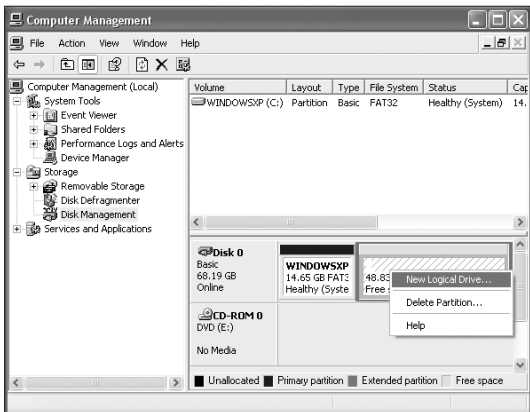 Computer Management
File Action View Window Help
Computer Management (Local)
System Tools
Event Viewer
Shared Folders
Performance Logs and Alerts
Device Manager
Storage
Removable Storage
Disk Defragmenter
Disk Management
Services and Applications
Volume Layout Type File System Status Cap
WINDOWSXP (C:) Partition Basic FAT32 Healthy (System) 14.
Disk 0
Basic
68.19 GB
Online
WINDOWSXP
14.65 GB FAT3
Healthy (Syste
48.83
Free s
New Logical Drive...
Delete Partition...
Help
CD-ROM 0
DVD (E:)
No Media
Unallocated Primary partition Extended partition Free space